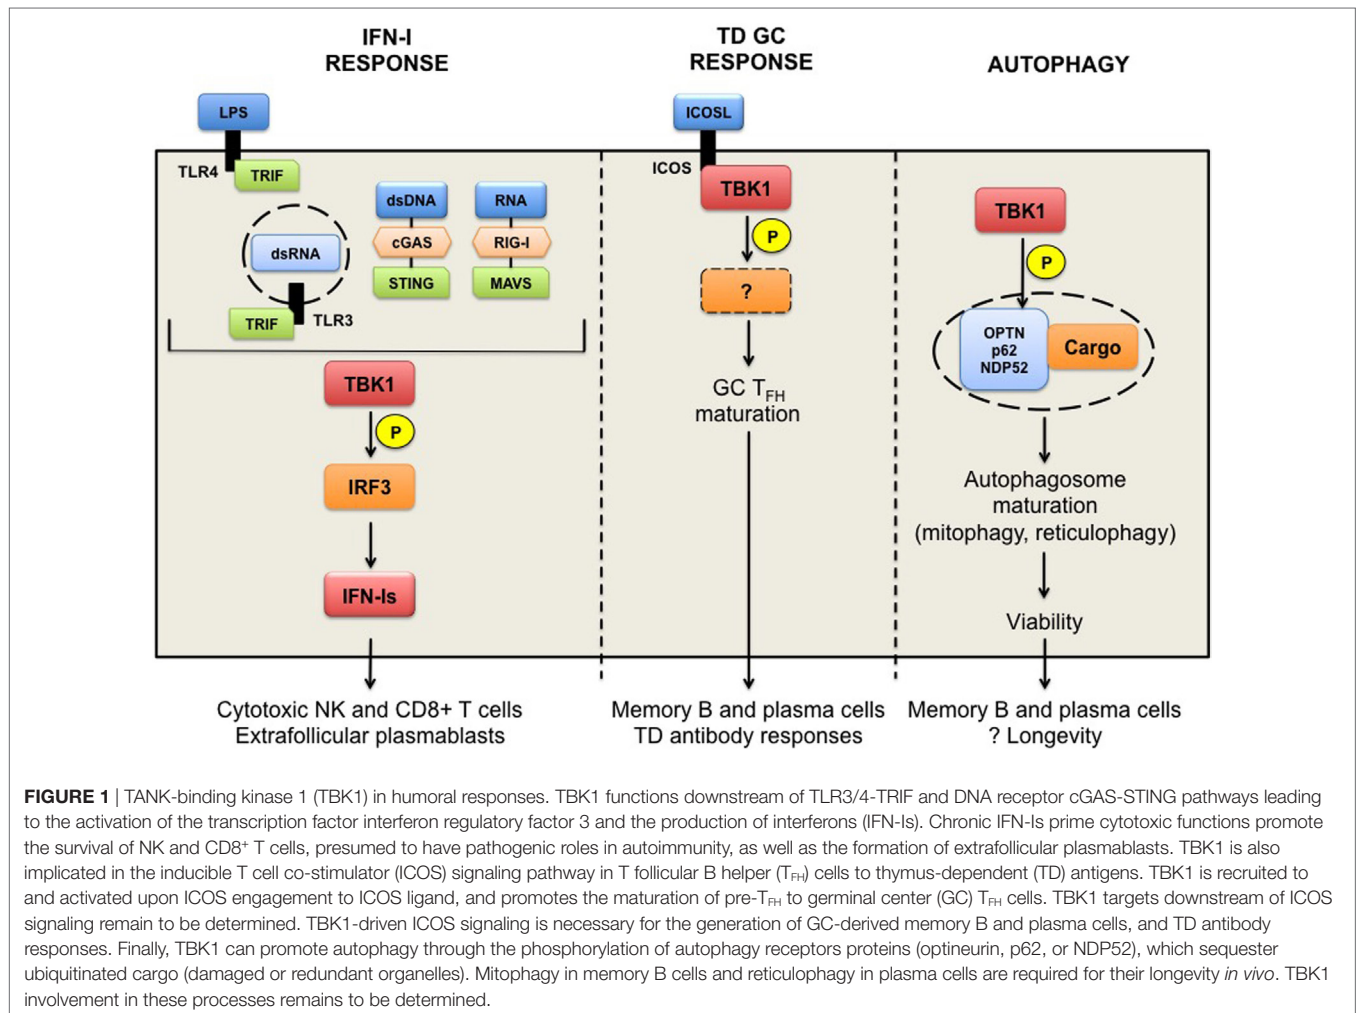 IFN-I
RESPONSE
TD GC
RESPONSE
AUTOPHAGY
LPS
TLR4
TRIF
dsRNA
TRIF
TLR3
dsDNA
cGAS
STING
RNA
RIG-I
MAVS
TBK1
P
IRF3
IFN-Is
Cytotoxic NK and CD8+ T cells
Extrafollicular plasmablasts
ICOSL
ICOS
TBK1
P
?
GC TFH
maturation
Memory B and plasma cells
TD antibody responses
TBK1
P
OPTN
p62
NDP52
Cargo
Autophagosome
maturation
(mitophagy, reticulophagy)
Viability
Memory B and plasma cells
? Longevity
FIGURE 1 | TANK-binding kinase 1 (TBK1) in humoral responses. TBK1 functions downstream of TLR3/4-TRIF and DNA receptor cGAS-STING pathways leading
to the activation of the transcription factor interferon regulatory factor 3 and the production of interferons (IFN-Is). Chronic IFN-Is prime cytotoxic functions promote
the survival of NK and CD8+ T cells, presumed to have pathogenic roles in autoimmunity, as well as the formation of extrafollicular plasmablasts. TBK1 is also
implicated in the inducible T cell co-stimulator (ICOS) signaling pathway in T follicular B helper (TFH) cells to thymus-dependent (TD) antigens. TBK1 is recruited to
and activated upon ICOS engagement to ICOS ligand, and promotes the maturation of pre-TFH to germinal center (GC) TFH cells. TBK1 targets downstream of ICOS
signaling remain to be determined. TBK1-driven ICOS signaling is necessary for the generation of GC-derived memory B and plasma cells, and TD antibody
responses. Finally, TBK1 can promote autophagy through the phosphorylation of autophagy receptors proteins (optineurin, p62, or NDP52), which sequester
ubiquitinated cargo (damaged or redundant organelles). Mitophagy in memory B cells and reticulophagy in plasma cells are required for their longevity in vivo. TBK1
involvement in these processes remains to be determined.